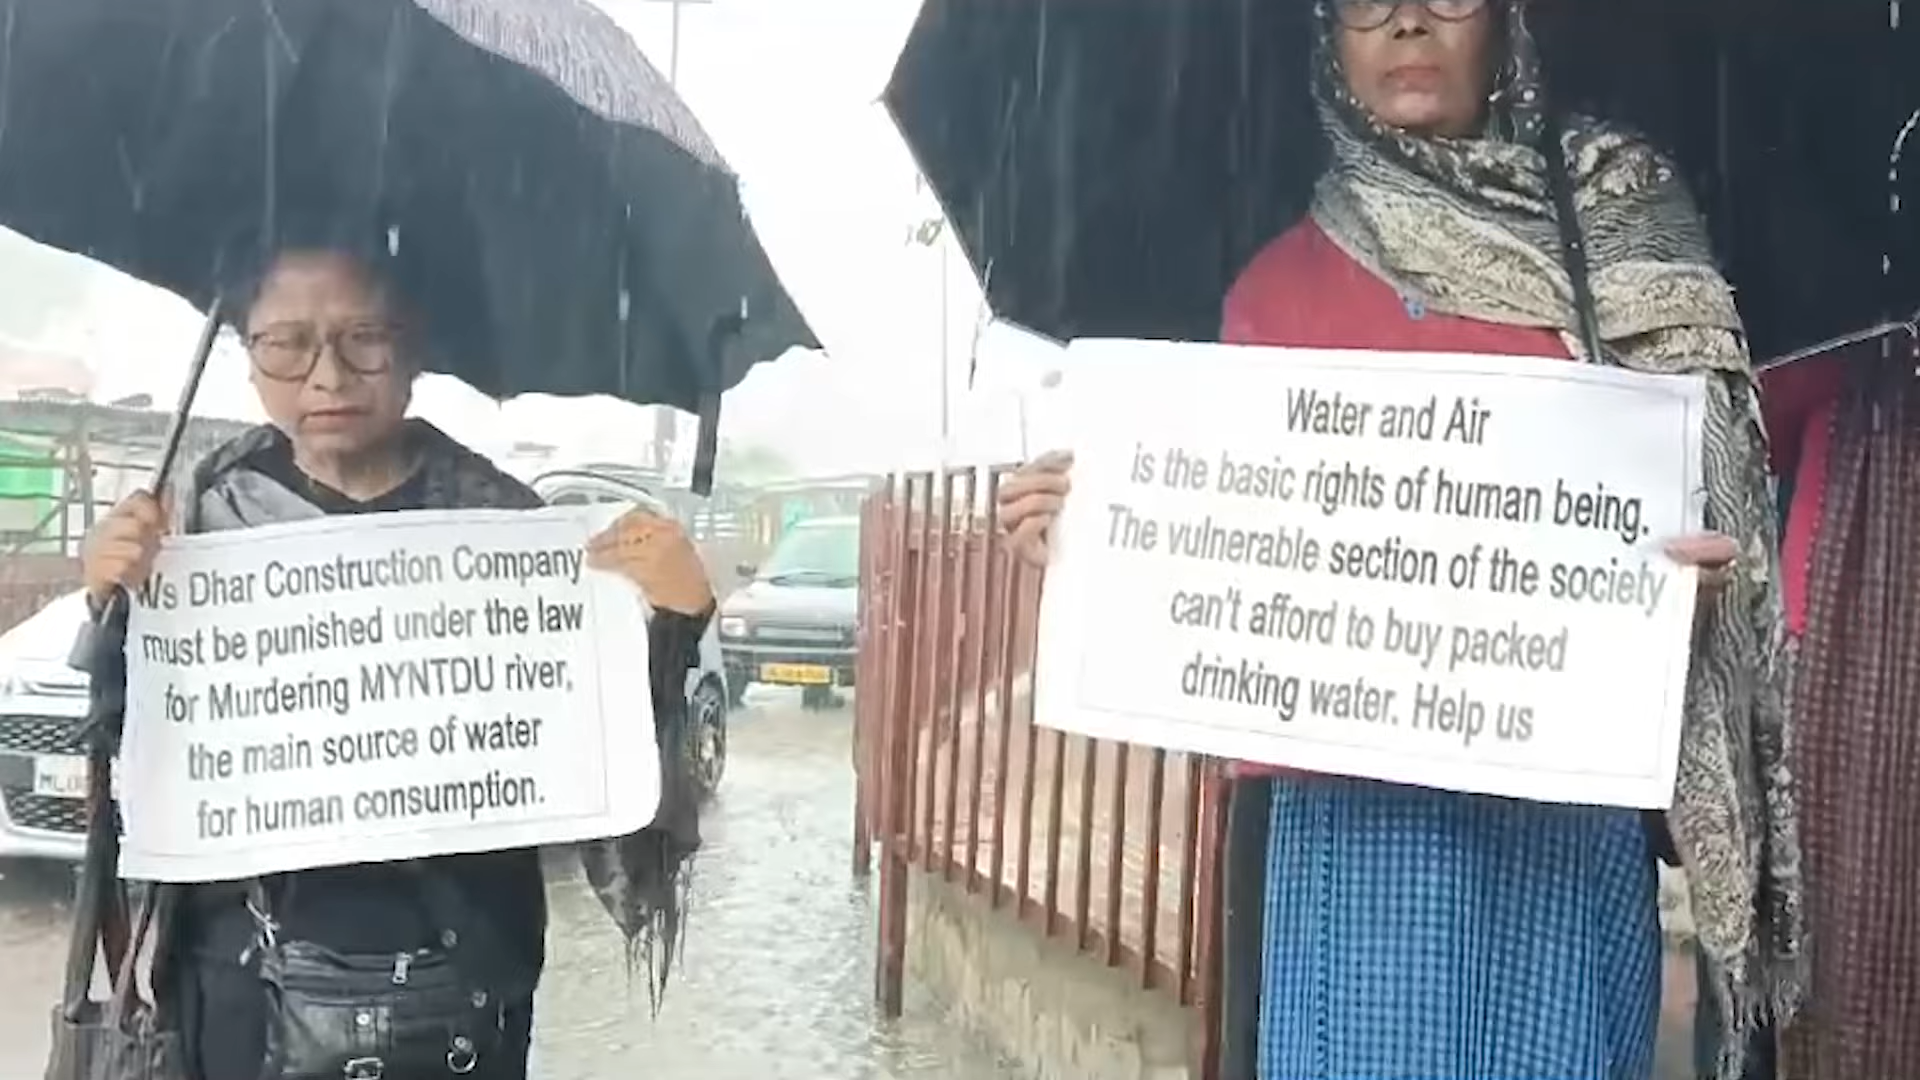 M/s Dhar Construction Company
must be punished under the law
for Murdering MYNTDU river,
the main source of water
for human consumption.
Water and Air
is the basic rights of human being.
The vulnerable section of the society
can't afford to buy packed
drinking water. Help us